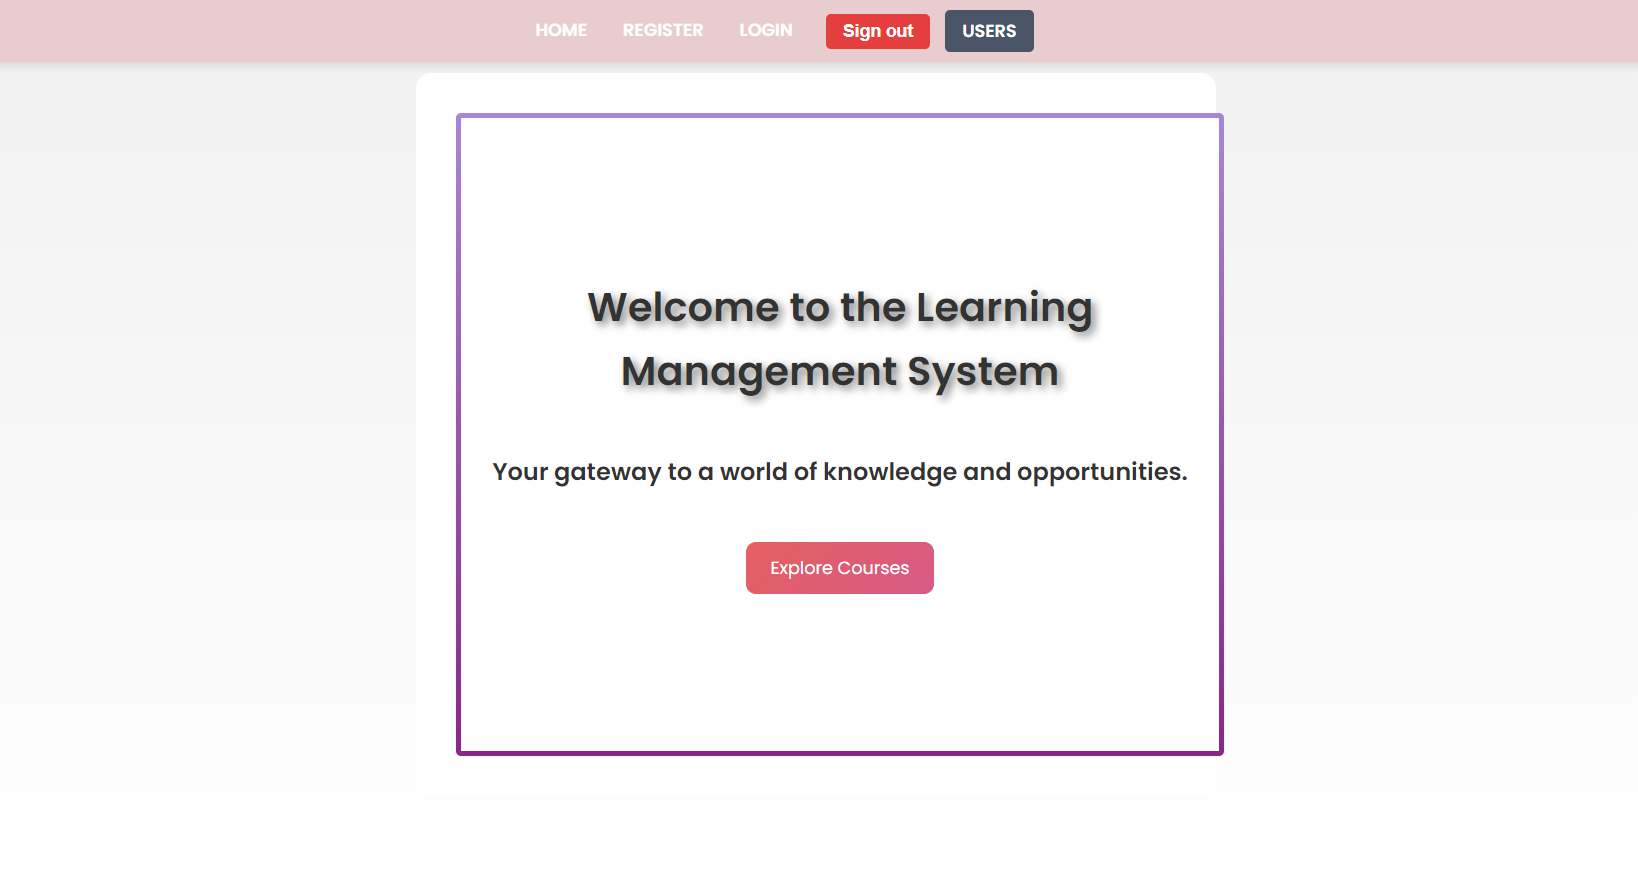 HOME REGISTER LOGIN Sign out USERS
Welcome to the Learning
Management System
Your gateway to a world of knowledge and opportunities.
Explore Courses